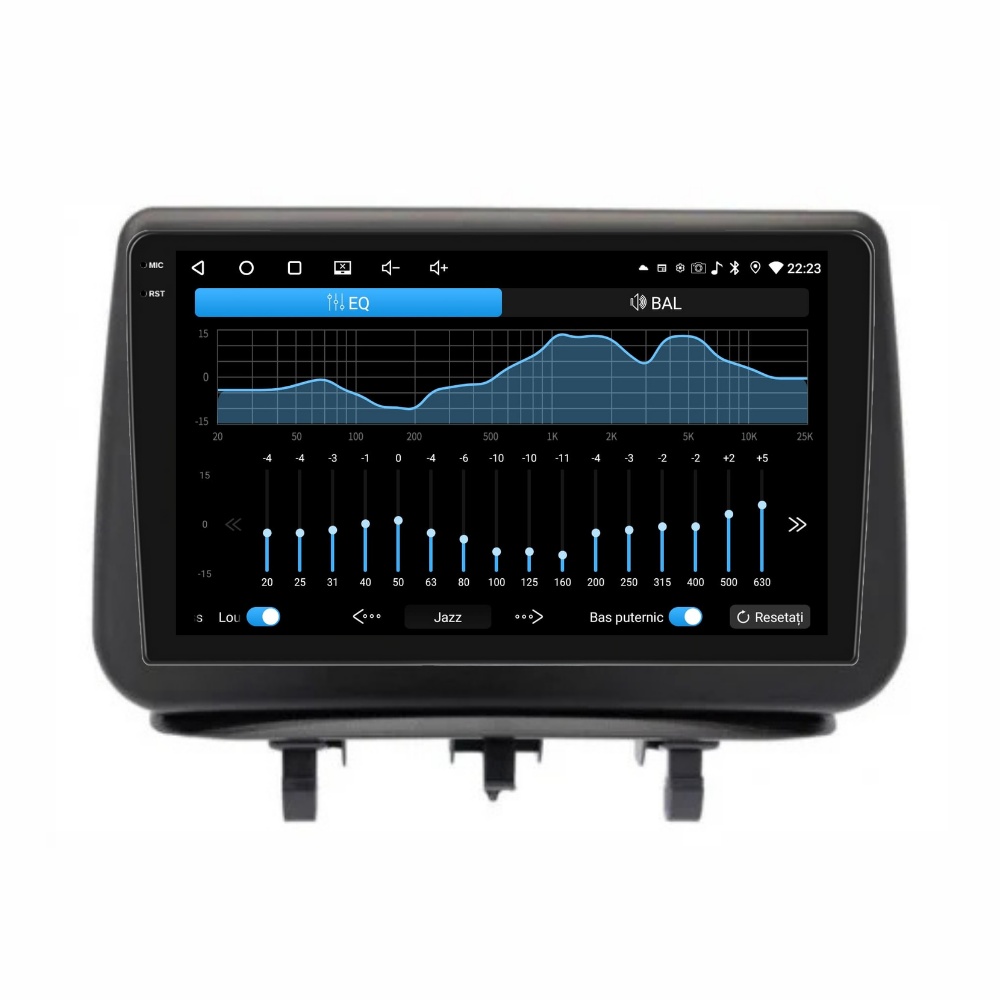 MIC
RST
22:23
EQ
BAL
15
0
-15
20 50 100 200 500 1K 2K 5K 10K 25K
-4 -4 -3 -1 0 -4 -6 -10 -10 -11 -4 -3 -2 -2 +2 +5
15
0
-15
20 25 31 40 50 63 80 100 125 160 200 250 315 400 500 630
s Lou Jazz Bas puternic Resetați